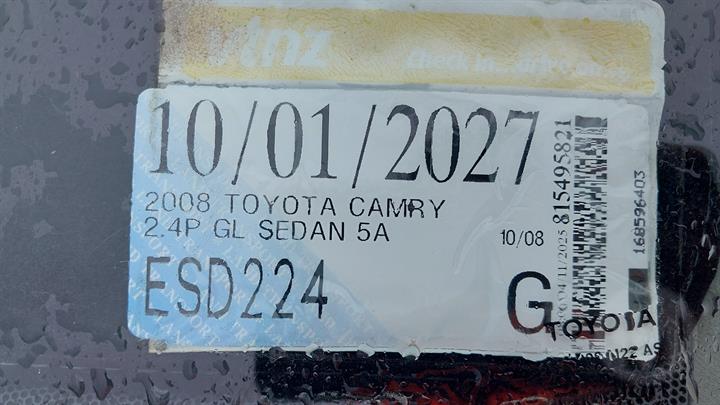 vtnz
10/01/2027
2008 TOYOTA CAMRY
2.4P GL SEDAN 5A
10/08
ESD224
G
TOYOTA
815495821
168596403